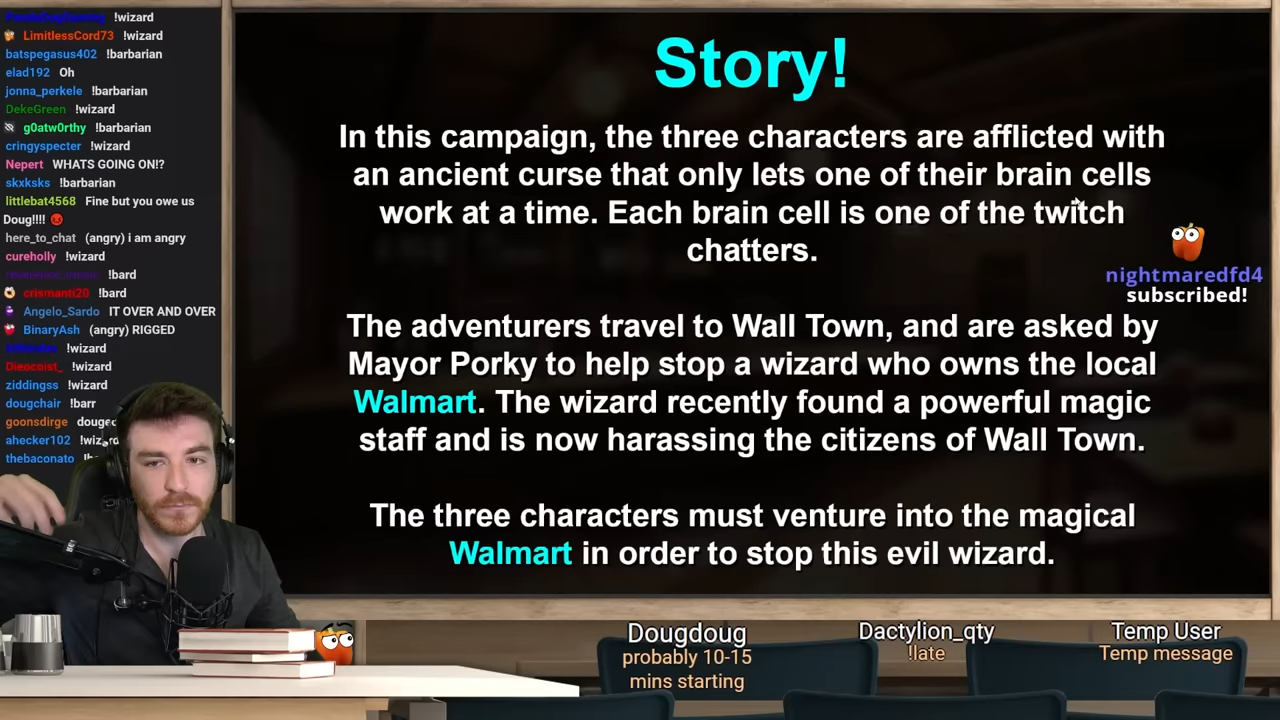 !wizard
LimitlessCord73 !wizard
batspegasus402 !barbarian
elad192 Oh
jonna_perkele !barbarian
DekeGreen !wizard
g0atw0rthy !barbarian
cringyspecter !wizard
Nepert WHATS GOING ON!?
skxksks !barbarian
littlebat4568 Fine but you owe us
Doug!!!!
here_to_chat (angry) i am angry
cureholly !wizard
!bard
crismanti20 !bard
Angelo_Sardo IT OVER AND OVER
BinaryAsh (angry) RIGGED
!wizard
Dieocoist_ !wizard
ziddingss !wizard
dougchair !barr
goonsdirge
ahecker102
thebaconato
Story!
In this campaign, the three characters are afflicted with
an ancient curse that only lets one of their brain cells
work at a time. Each brain cell is one of the twitch
chatters.
The adventurers travel to Wall Town, and are asked by
Mayor Porky to help stop a wizard who owns the local
Walmart. The wizard recently found a powerful magic
staff and is now harassing the citizens of Wall Town.
The three characters must venture into the magical
Walmart in order to stop this evil wizard.
nightmaredfd4
subscribed!
Dougdoug
probably 10-15
mins starting
Dactylion_qty
!late
Temp User
Temp message